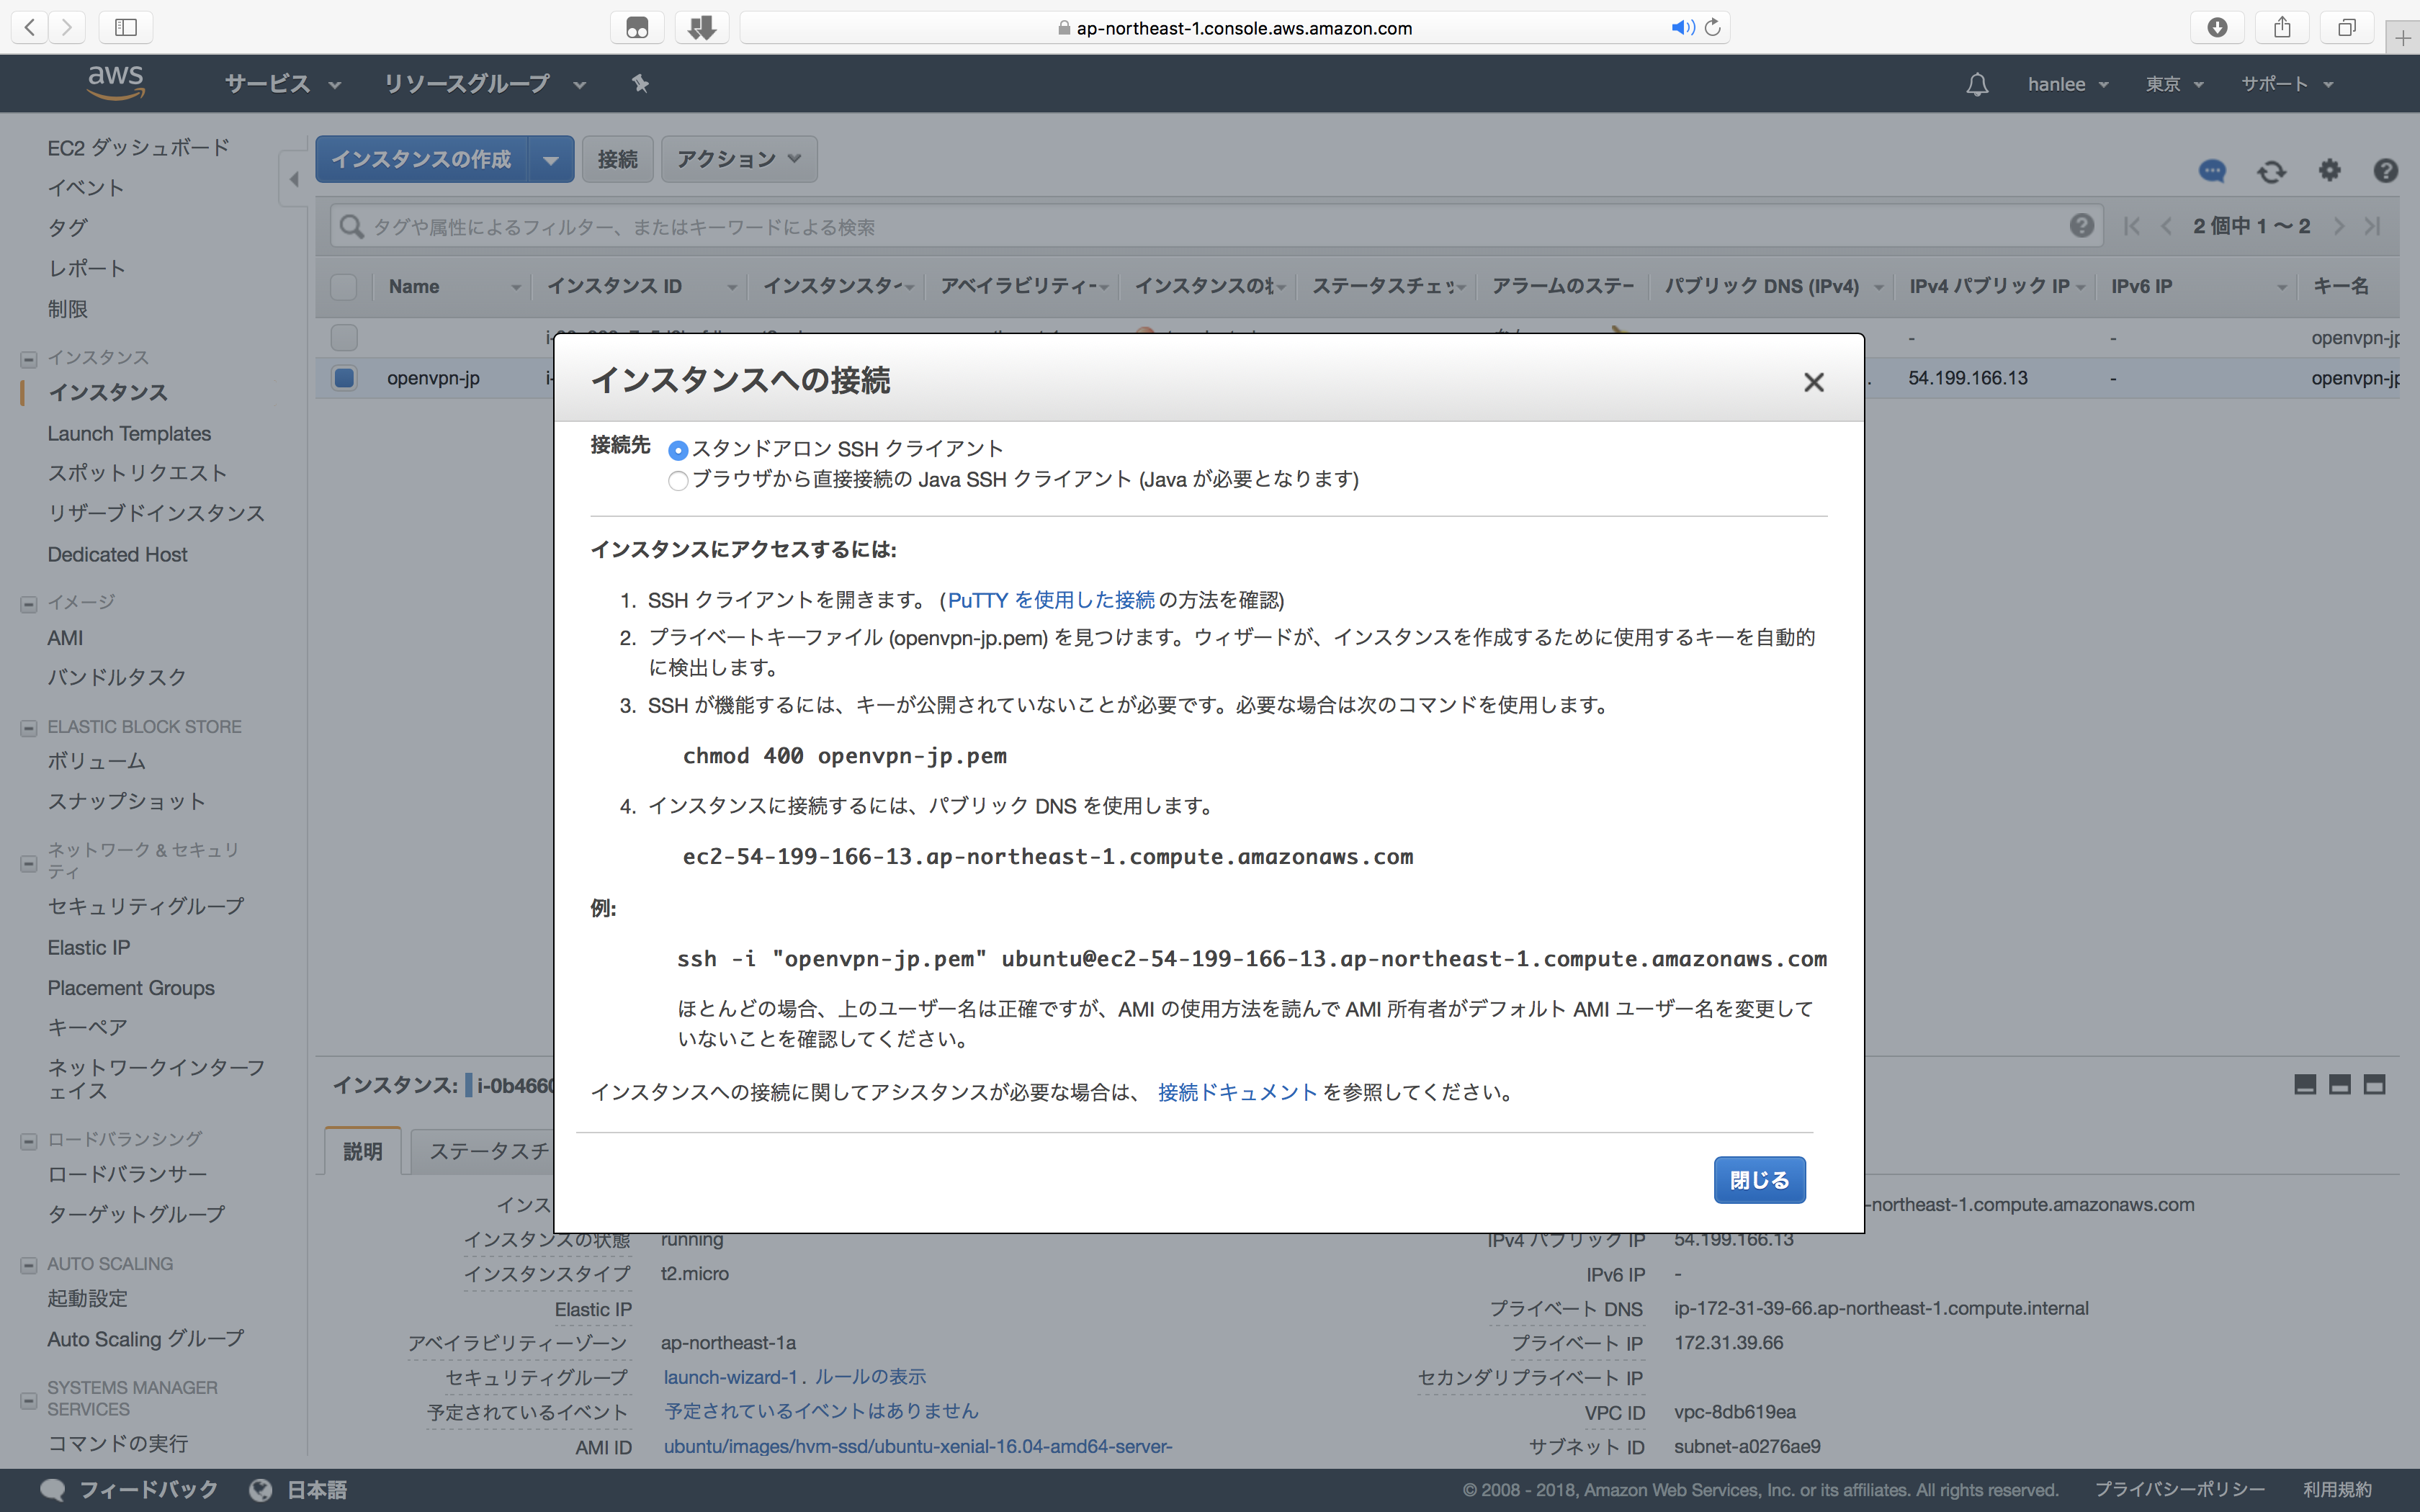 ap-northeast-1.console.aws.amazon.com
aws
サービス
リソースグループ
hanlee
東京
サポート
EC2 ダッシュボード
イベント
タグ
レポート
制限
インスタンス
インスタンス
Launch Templates
スポットリクエスト
リザーブドインスタンス
Dedicated Host
イメージ
AMI
バンドルタスク
ELASTIC BLOCK STORE
ボリューム
スナップショット
ネットワーク & セキュリ
ティ
セキュリティグループ
Elastic IP
Placement Groups
キーペア
ネットワークインターフ
ェイス
ロードバランシング
ロードバランサー
ターゲットグループ
AUTO SCALING
起動設定
Auto Scaling グループ
SYSTEMS MANAGER
SERVICES
コマンドの実行
インスタンスの作成
接続
アクション
タグや属性によるフィルター、またはキーワードによる検索
2 個中 1 〜 2
Name
インスタンス ID
インスタンスタ
アベイラビリティー
インスタンスの
ステータスチェッ
アラームのステー
パブリック DNS (IPv4)
IPv4 パブリック IP
IPv6 IP
キー名
-
-
openvpn-jp
openvpn-jp
i-
54.199.166.13
-
openvpn-jp
インスタンスへの接続
接続先
スタンドアロン SSH クライアント
ブラウザから直接接続の Java SSH クライアント (Java が必要となります)
インスタンスにアクセスするには:
1. SSH クライアントを開きます。 (PuTTY を使用した接続 の方法を確認)
2. プライベートキーファイル (openvpn-jp.pem) を見つけます。ウィザードが、インスタンスを作成するために使用するキーを自動的
に検出します。
3. SSH が機能するには、キーが公開されていないことが必要です。必要な場合は次のコマンドを使用します。
chmod 400 openvpn-jp.pem
4. インスタンスに接続するには、パブリック DNS を使用します。
ec2-54-199-166-13.ap-northeast-1.compute.amazonaws.com
例:
ssh -i "openvpn-jp.pem" ubuntu@ec2-54-199-166-13.ap-northeast-1.compute.amazonaws.com
ほとんどの場合、上のユーザー名は正確ですが、AMI の使用方法を読んで AMI 所有者がデフォルト AMI ユーザー名を変更して
いないことを確認してください。
インスタンスへの接続に関してアシスタンスが必要な場合は、 接続ドキュメント を参照してください。
閉じる
インスタンス: i-0b4660
説明
ステータスチ
インス
-northeast-1.compute.amazonaws.com
インスタンスの状態 running
IPv4 パブリック IP 54.199.166.13
インスタンスタイプ t2.micro
IPv6 IP -
Elastic IP
プライベート DNS ip-172-31-39-66.ap-northeast-1.compute.internal
アベイラビリティーゾーン ap-northeast-1a
プライベート IP 172.31.39.66
セキュリティグループ launch-wizard-1 . ルールの表示
セカンダリプライベート IP
予定されているイベント 予定されているイベントはありません
VPC ID vpc-8db619ea
AMI ID ubuntu/images/hvm-ssd/ubuntu-xenial-16.04-amd64-server-
サブネット ID subnet-a0276ae9
フィードバック
日本語
© 2008 - 2018, Amazon Web Services, Inc. or its affiliates. All rights reserved.
プライバシーポリシー
利用規約